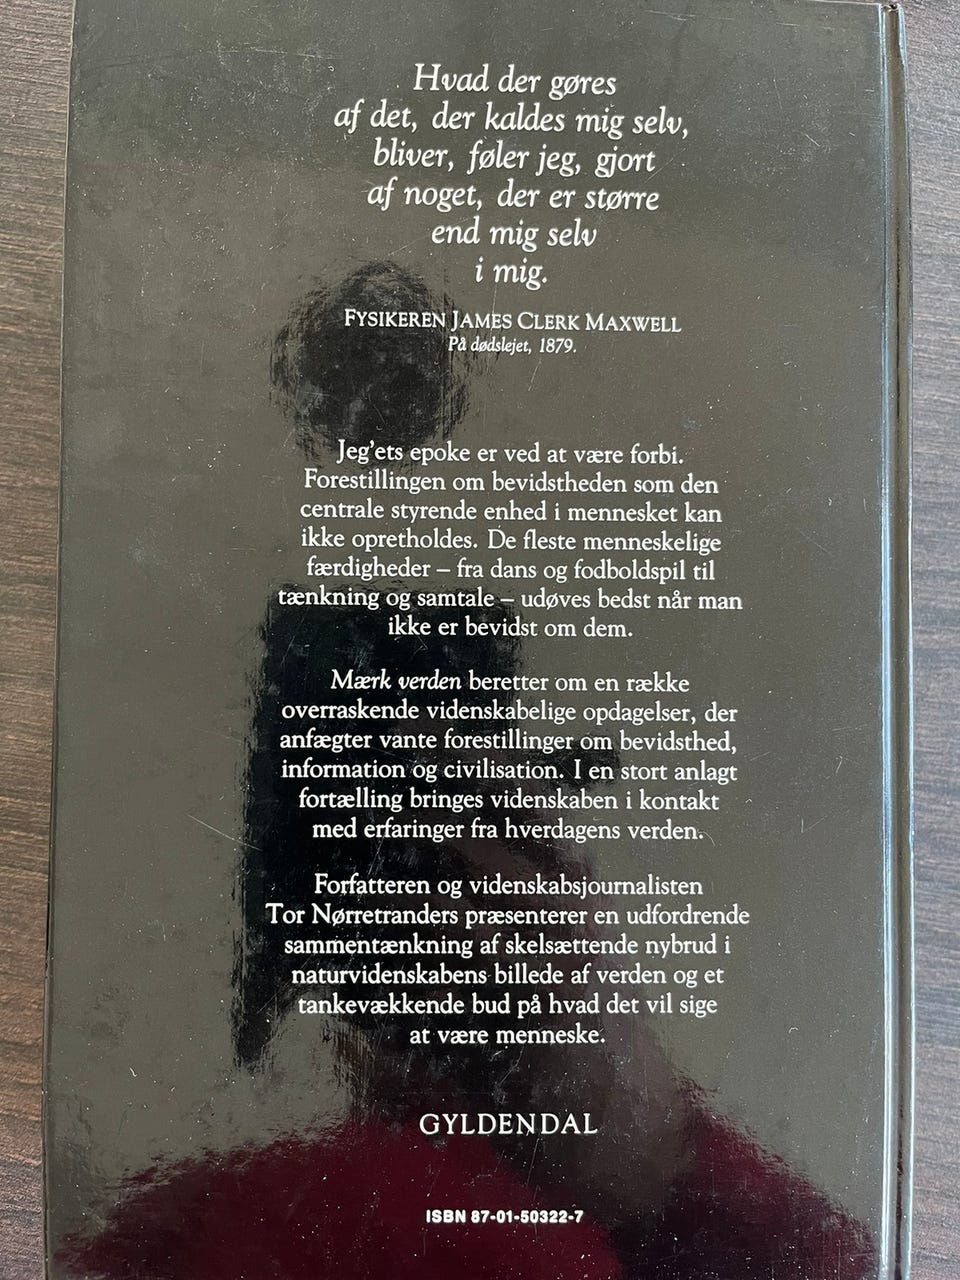 Hvad der gøres
af det, der kaldes mig selv,
bliver, føler jeg, gjort
af noget, der er større
end mig selv
i mig.
FYSIKEREN JAMES CLERK MAXWELL
På dødslejet, 1879.
Jeg'ets epoke er ved at være forbi.
Forestillingen om bevidstheden som den
centrale styrende enhed i mennesket kan
ikke opretholdes. De fleste menneskelige
færdigheder – fra dans og fodboldspil til
tænkning og samtale – udøves bedst når man
ikke er bevidst om dem.
Mærk verden beretter om en række
overraskende videnskabelige opdagelser, der
anfægter vante forestillinger om bevidsthed,
information og civilisation. I en stort anlagt
fortælling bringes videnskaben i kontakt
med erfaringer fra hverdagens verden.
Forfatteren og videnskabsjournalisten
Tor Nørretranders præsenterer en udfordrende
sammentænkning af skelsættende nybrud i
naturvidenskabens billede af verden og et
tankevækkende bud på hvad det vil sige
at være menneske.
GYLDENDAL
ISBN 87-01-50322-7